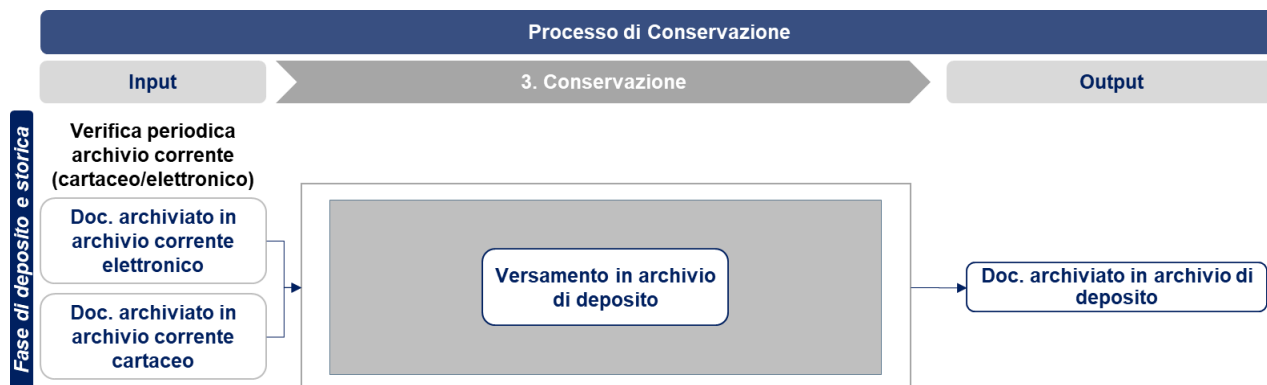 Processo di Conservazione
Input
3. Conservazione
Output
Fase di deposito e storica
Verifica periodica
archivio corrente
(cartaceo/elettronico)
Doc. archiviato in
archivio corrente
elettronico
Doc. archiviato in
archivio corrente
cartaceo
Versamento in archivio
di deposito
Doc. archiviato in archivio di
deposito